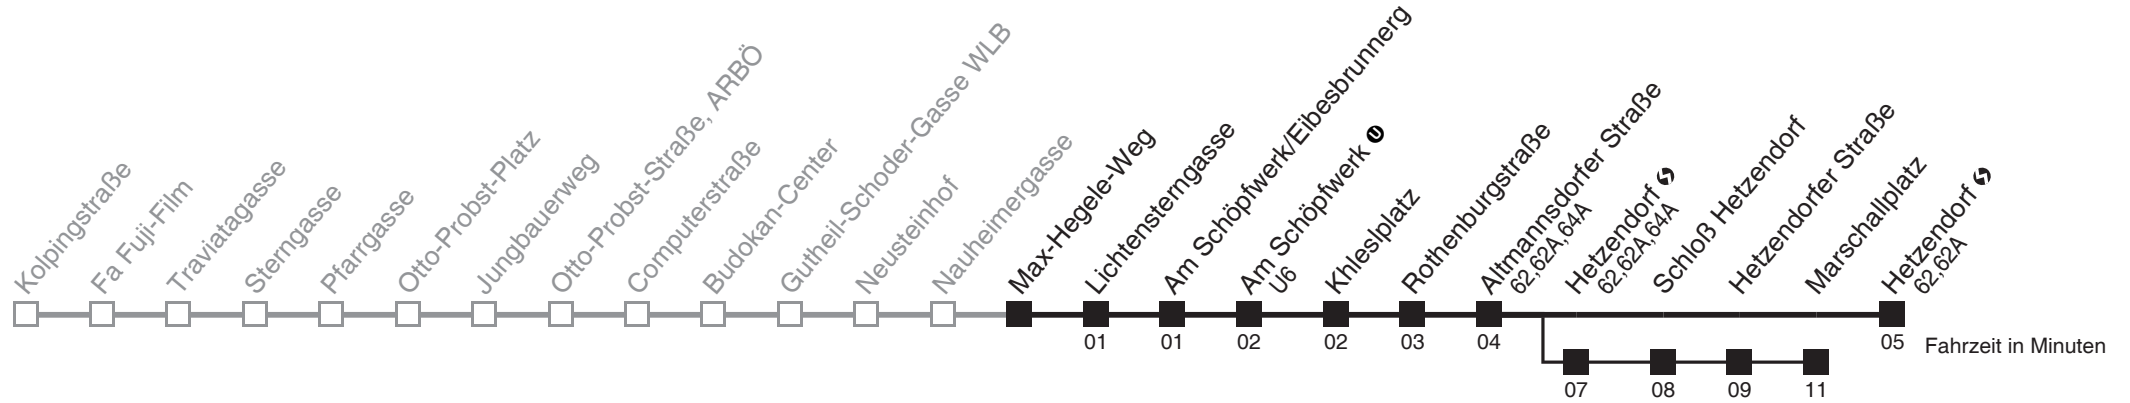 Kolpingstraße
Fa Fuji-Film
Traviatagasse
Sterngasse
Pfarrgasse
Otto-Probst-Platz
Jungbauerweg
Otto-Probst-Straße, ARBÖ
Computerstraße
Budokan-Center
Gutheil-Schoder-Gasse WLB
Neusteinhof
Nauheimergasse
Max-Hegele-Weg
Lichtensterngasse
Am Schöpfwerk/Eibesbrunnerg
Am Schöpfwerk U
U6
Khleslplatz
Rothenburgstraße
Altmannsdorfer Straße
62,62A,64A
Hetzendorf
62,62A,64A
Schloß Hetzendorf
Hetzendorfer Straße
Marschallplatz
Hetzendorf
62,62A
01
01
02
02
03
04
05
Fahrzeit in Minuten
07
08
09
11